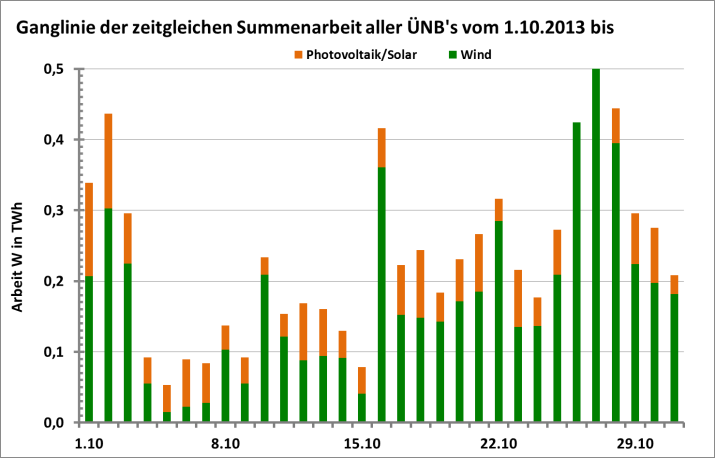 Ganglinie der zeitgleichen Summenarbeit aller ÜNB's vom 1.10.2013 bis
Photovoltaik/Solar Wind
Arbeit W in TWh
0,5
0,4
0,3
0,2
0,1
0,0
1.10 8.10 15.10 22.10 29.10